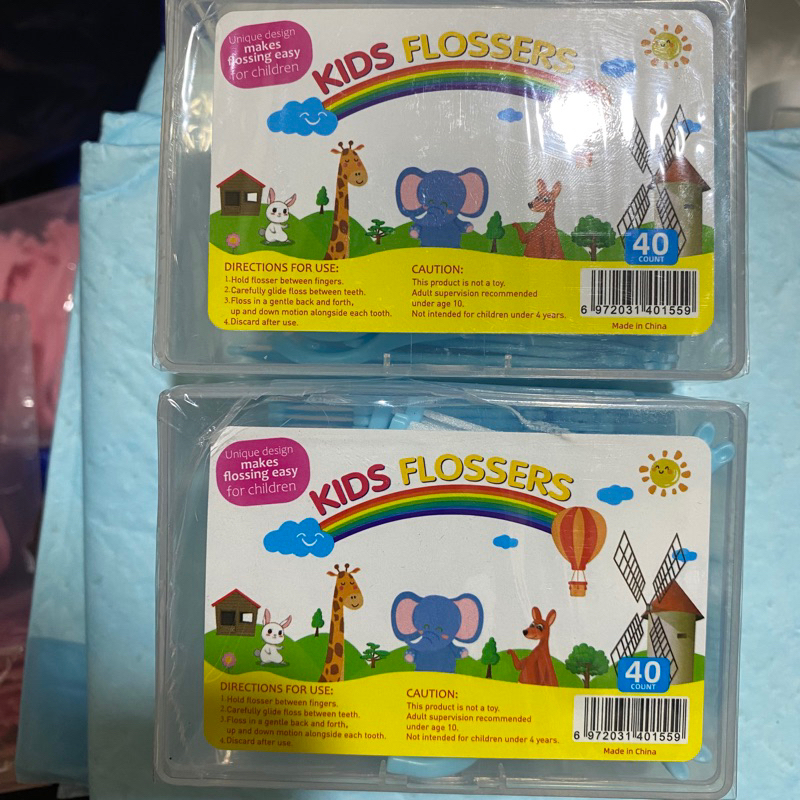 Unique design
makes
flossing easy
for children
KIDS FLOSSERS
40
COUNT
DIRECTIONS FOR USE:
1.Hold flosser between fingers.
2.Carefully glide floss between teeth.
3.Floss in a gentle back and forth,
up and down motion alongside each tooth.
4.Discard after use.
CAUTION:
This product is not a toy.
Adult supervision recommended
under age 10.
Not intended for children under 4 years.
6 972031 401559
Made in China
Unique design
makes
flossing easy
for children
KIDS FLOSSERS
40
COUNT
DIRECTIONS FOR USE:
1.Hold flosser between fingers.
2.Carefully glide floss between teeth.
3.Floss in a gentle back and forth,
up and down motion alongside each tooth.
4.Discard after use.
CAUTION:
This product is not a toy.
Adult supervision recommended
under age 10.
Not intended for children under 4 years.
6 972031 401559
Made in China